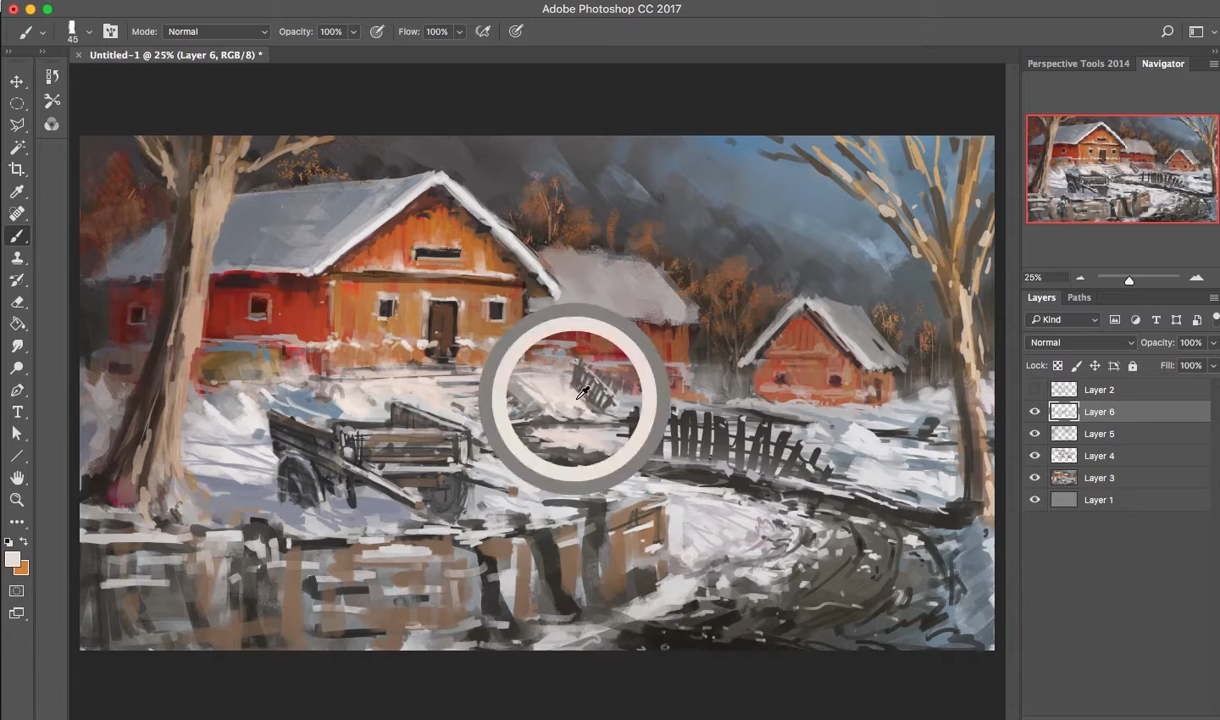 Adobe Photoshop CC 2017
45
Mode: Normal
Opacity: 100%
Flow: 100%
Untitled-1 @ 25% (Layer 6, RGB/8) *
Perspective Tools 2014
Navigator
25%
Layers
Paths
Kind
Normal
Opacity: 100%
Lock:
Fill: 100%
Layer 2
Layer 6
Layer 5
Layer 4
Layer 3
Layer 1